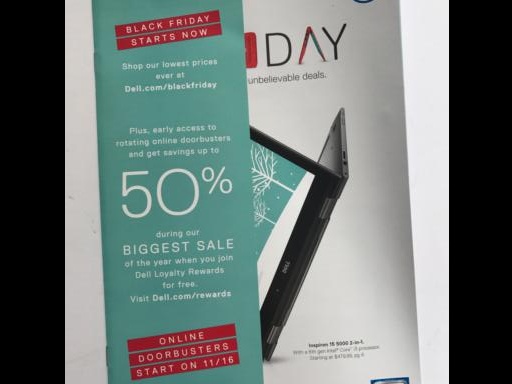 BLACK FRIDAY
STARTS NOW
Shop our lowest prices
ever at
Dell.com/blackfriday
Plus, early access to
rotating online doorbusters
and get savings up to
50%
during our
BIGGEST SALE
of the year when you join
Dell Loyalty Rewards
for free.
Visit Dell.com/rewards
ONLINE
DOORBUSTERS
START ON 11/16
DAY
unbelievable deals.
DELL
Inspiron 15 5000 2-in-1.
Starting at